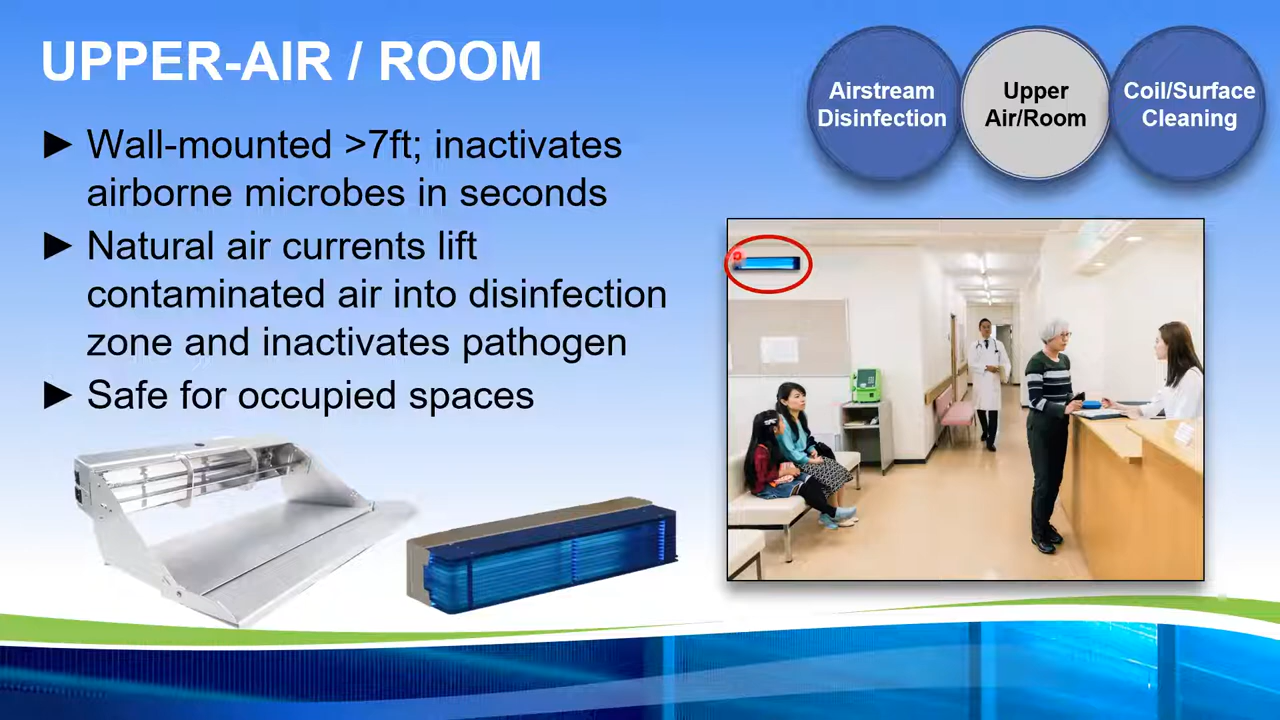 UPPER-AIR / ROOM
Airstream
Disinfection
Upper
Air/Room
Coil/Surface
Cleaning
► Wall-mounted >7ft; inactivates
airborne microbes in seconds
► Natural air currents lift
contaminated air into disinfection
zone and inactivates pathogen
► Safe for occupied spaces